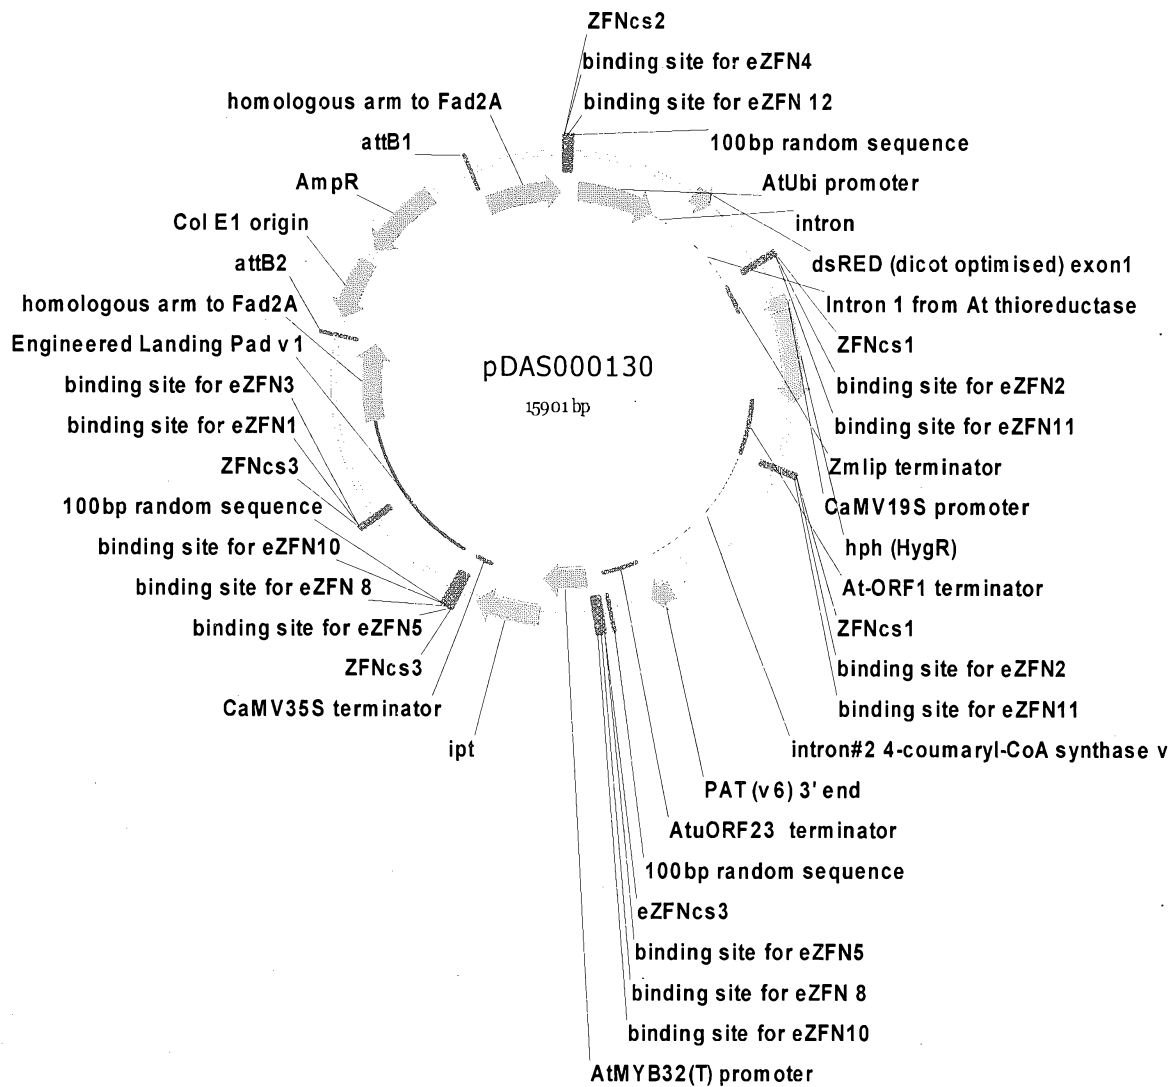 ZFNcs2
binding site for eZFN4
binding site for eZFN 12
100bp random sequence
AtUbi promoter
intron
dsRED (dicot optimised) exon1
Intron 1 from At thioreductase
ZFNcs1
binding site for eZFN2
binding site for eZFN11
Zmlip terminator
CaMV19S promoter
hph (HygR)
At-ORF1 terminator
ZFNcs1
binding site for eZFN2
binding site for eZFN11
intron#2 4-coumaryl-CoA synthase v
PAT (v6) 3' end
AtuORF23 terminator
100bp random sequence
eZFNcs3
binding site for eZFN5
binding site for eZFN 8
binding site for eZFN10
AtMYB32(T) promoter
homologous arm to Fad2A
attB1
AmpR
Col E1 origin
attB2
homologous arm to Fad2A
Engineered Landing Pad v1
binding site for eZFN3
binding site for eZFN1
ZFNcs3
100bp random sequence
binding site for eZFN10
binding site for eZFN 8
binding site for eZFN5
ZFNcs3
CaMV35S terminator
ipt
pDAS000130
15901 bp